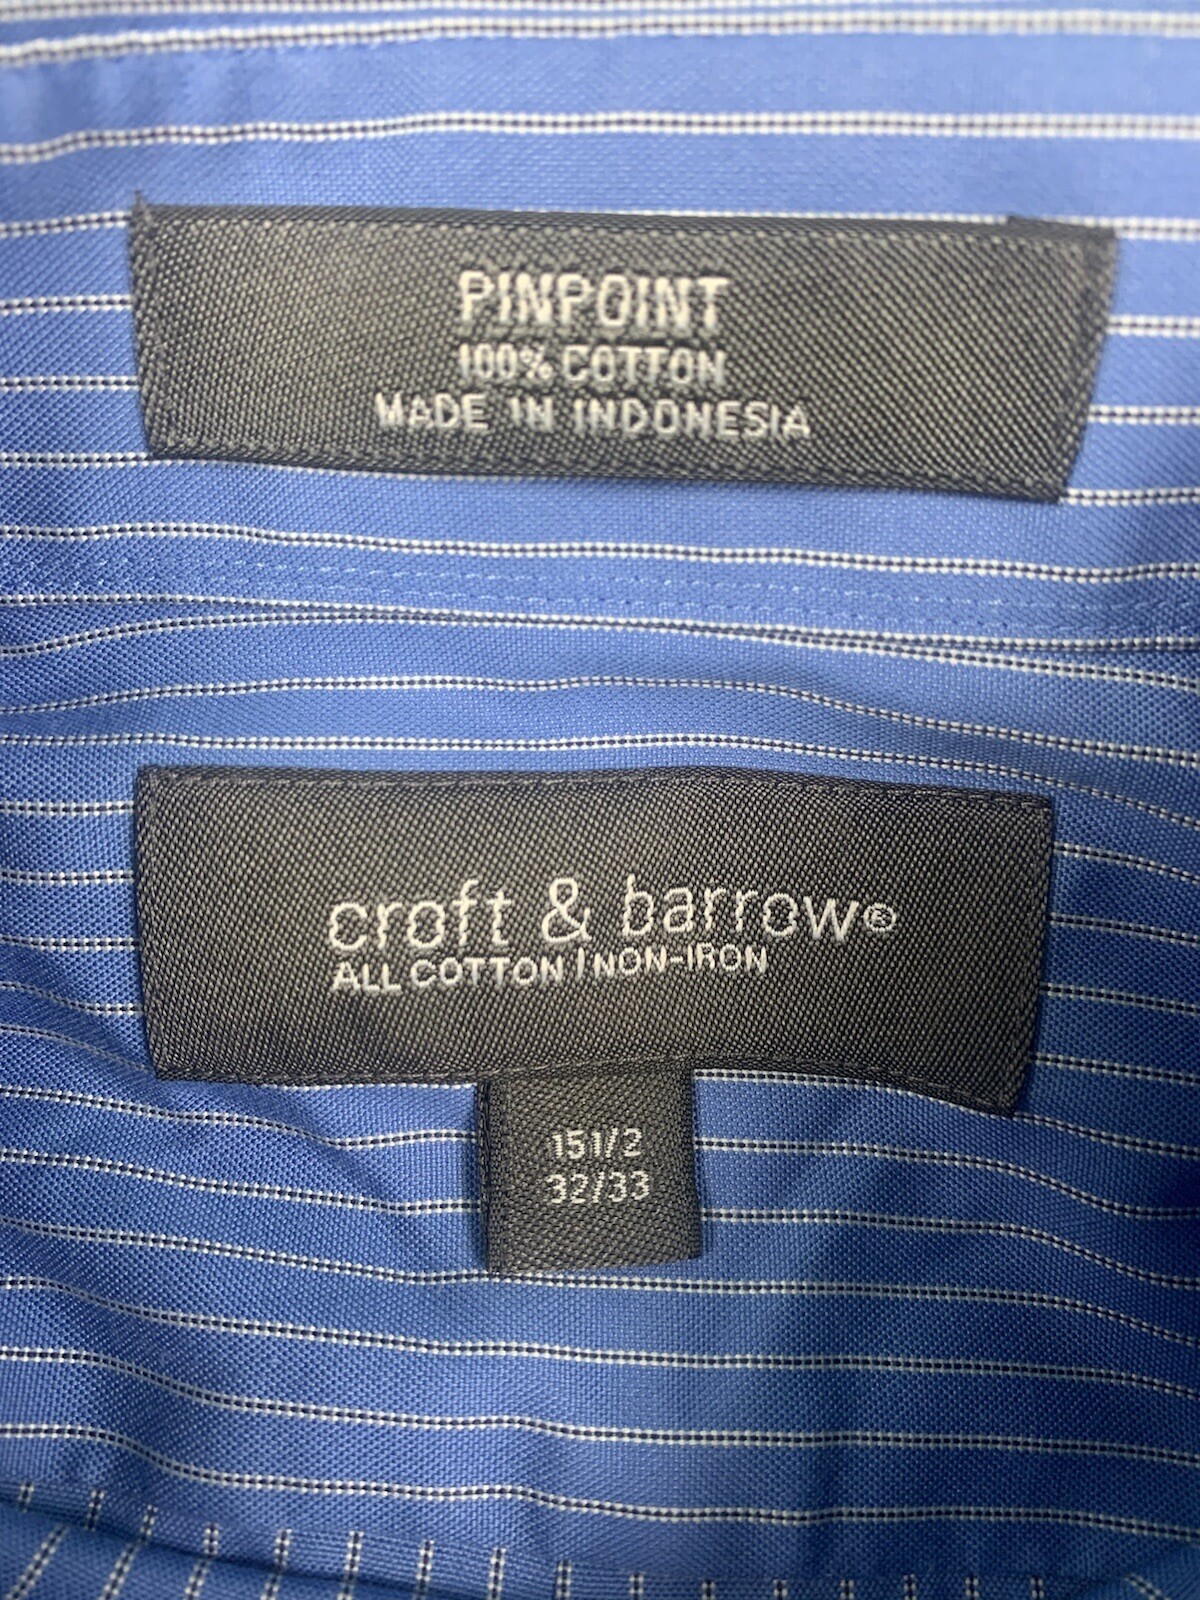 PINPOINT
100% COTTON
MADE IN INDONESIA
croft & barrow®
ALL COTTON | NON-IRON
15 1/2
32/33